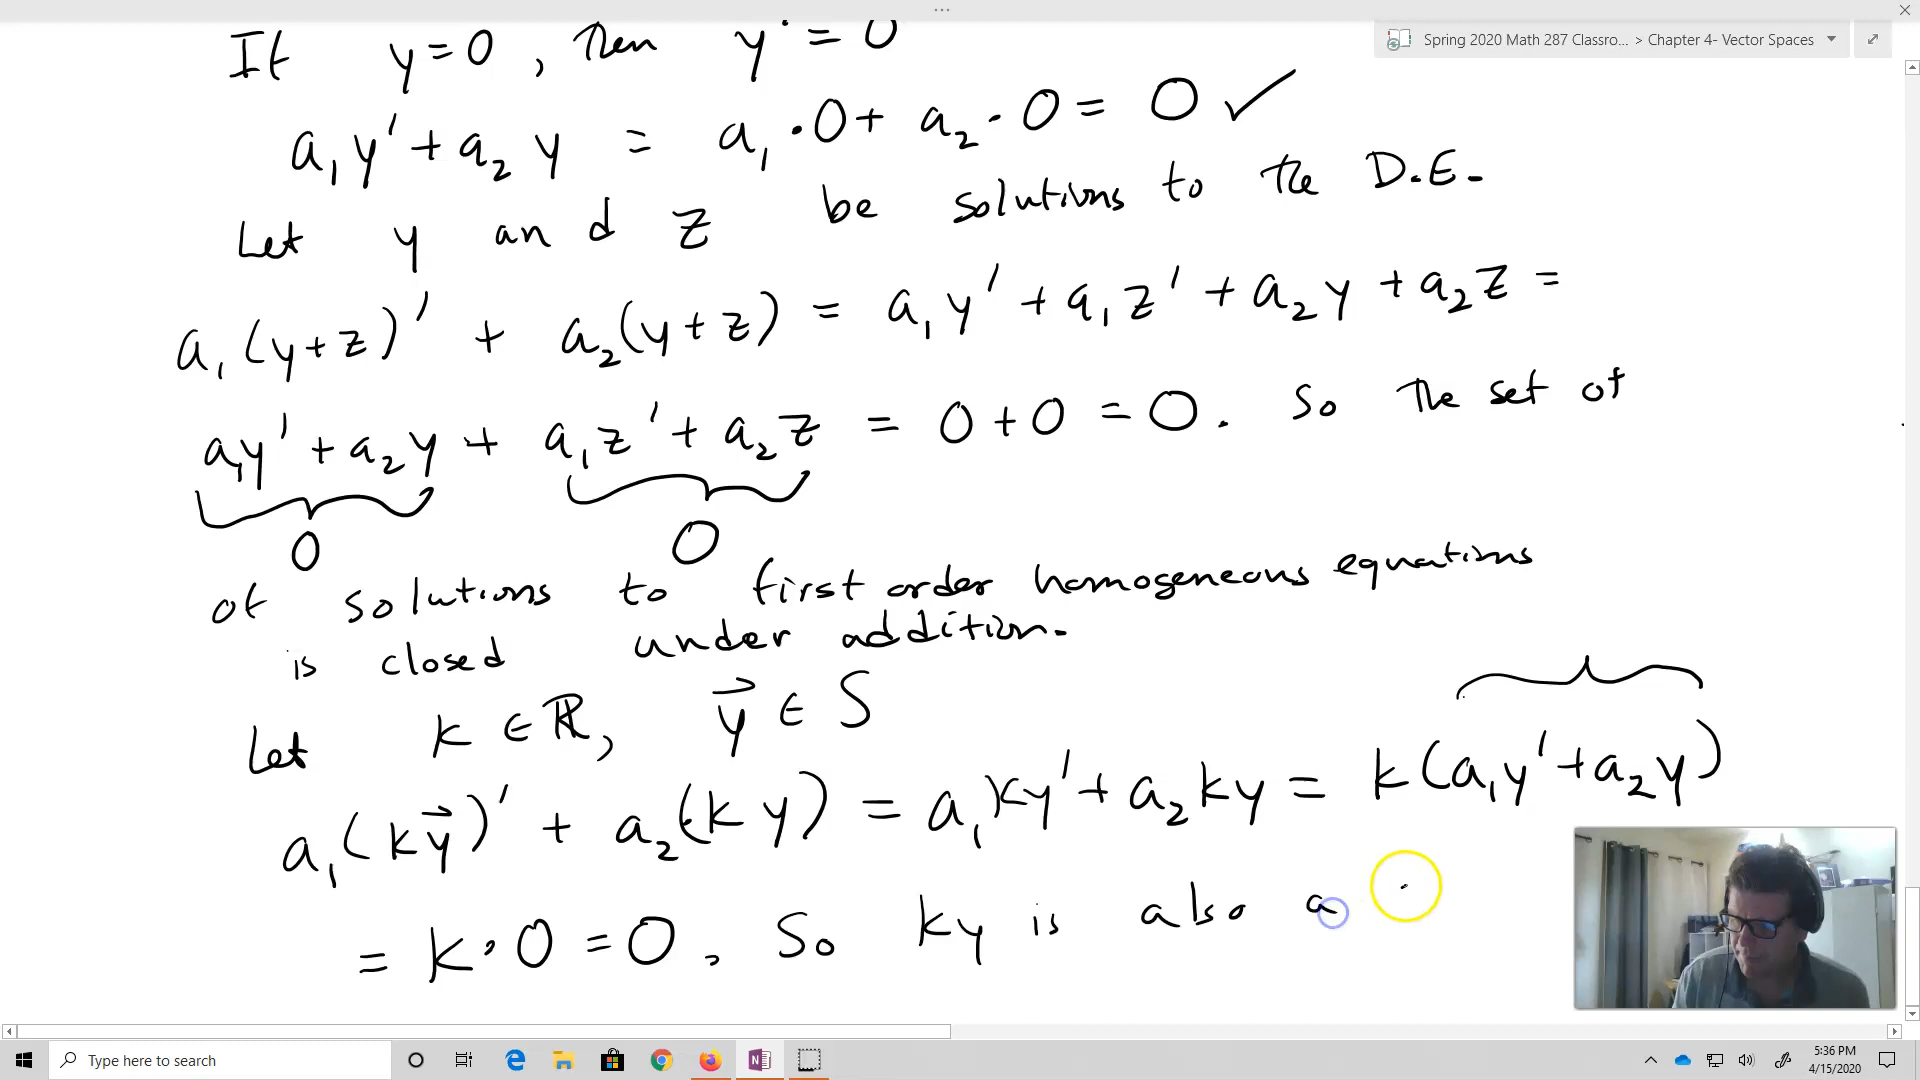 Spring 2020 Math 287 Classro... > Chapter 4- Vector Spaces
If y=0, then y' = 0
a₁y' + a₂y = a₁·0 + a₂·0 = 0 ✓
Let y and z be solutions to the D.E.
a₁(y+z)' + a₂(y+z) = a₁y' + a₁z' + a₂y + a₂z =
a₁y' + a₂y + a₁z' + a₂z = 0 + 0 = 0. So the set of
0 0
of solutions to first order homogeneous equations
is closed under addition.
Let k ∈ ℝ, y⃗ ∈ S
a₁(ky⃗)' + a₂(ky) = a₁ky' + a₂ky = k(a₁y' + a₂y)
= k·0 = 0. So ky is also a
Type here to search
5:36 PM
4/15/2020